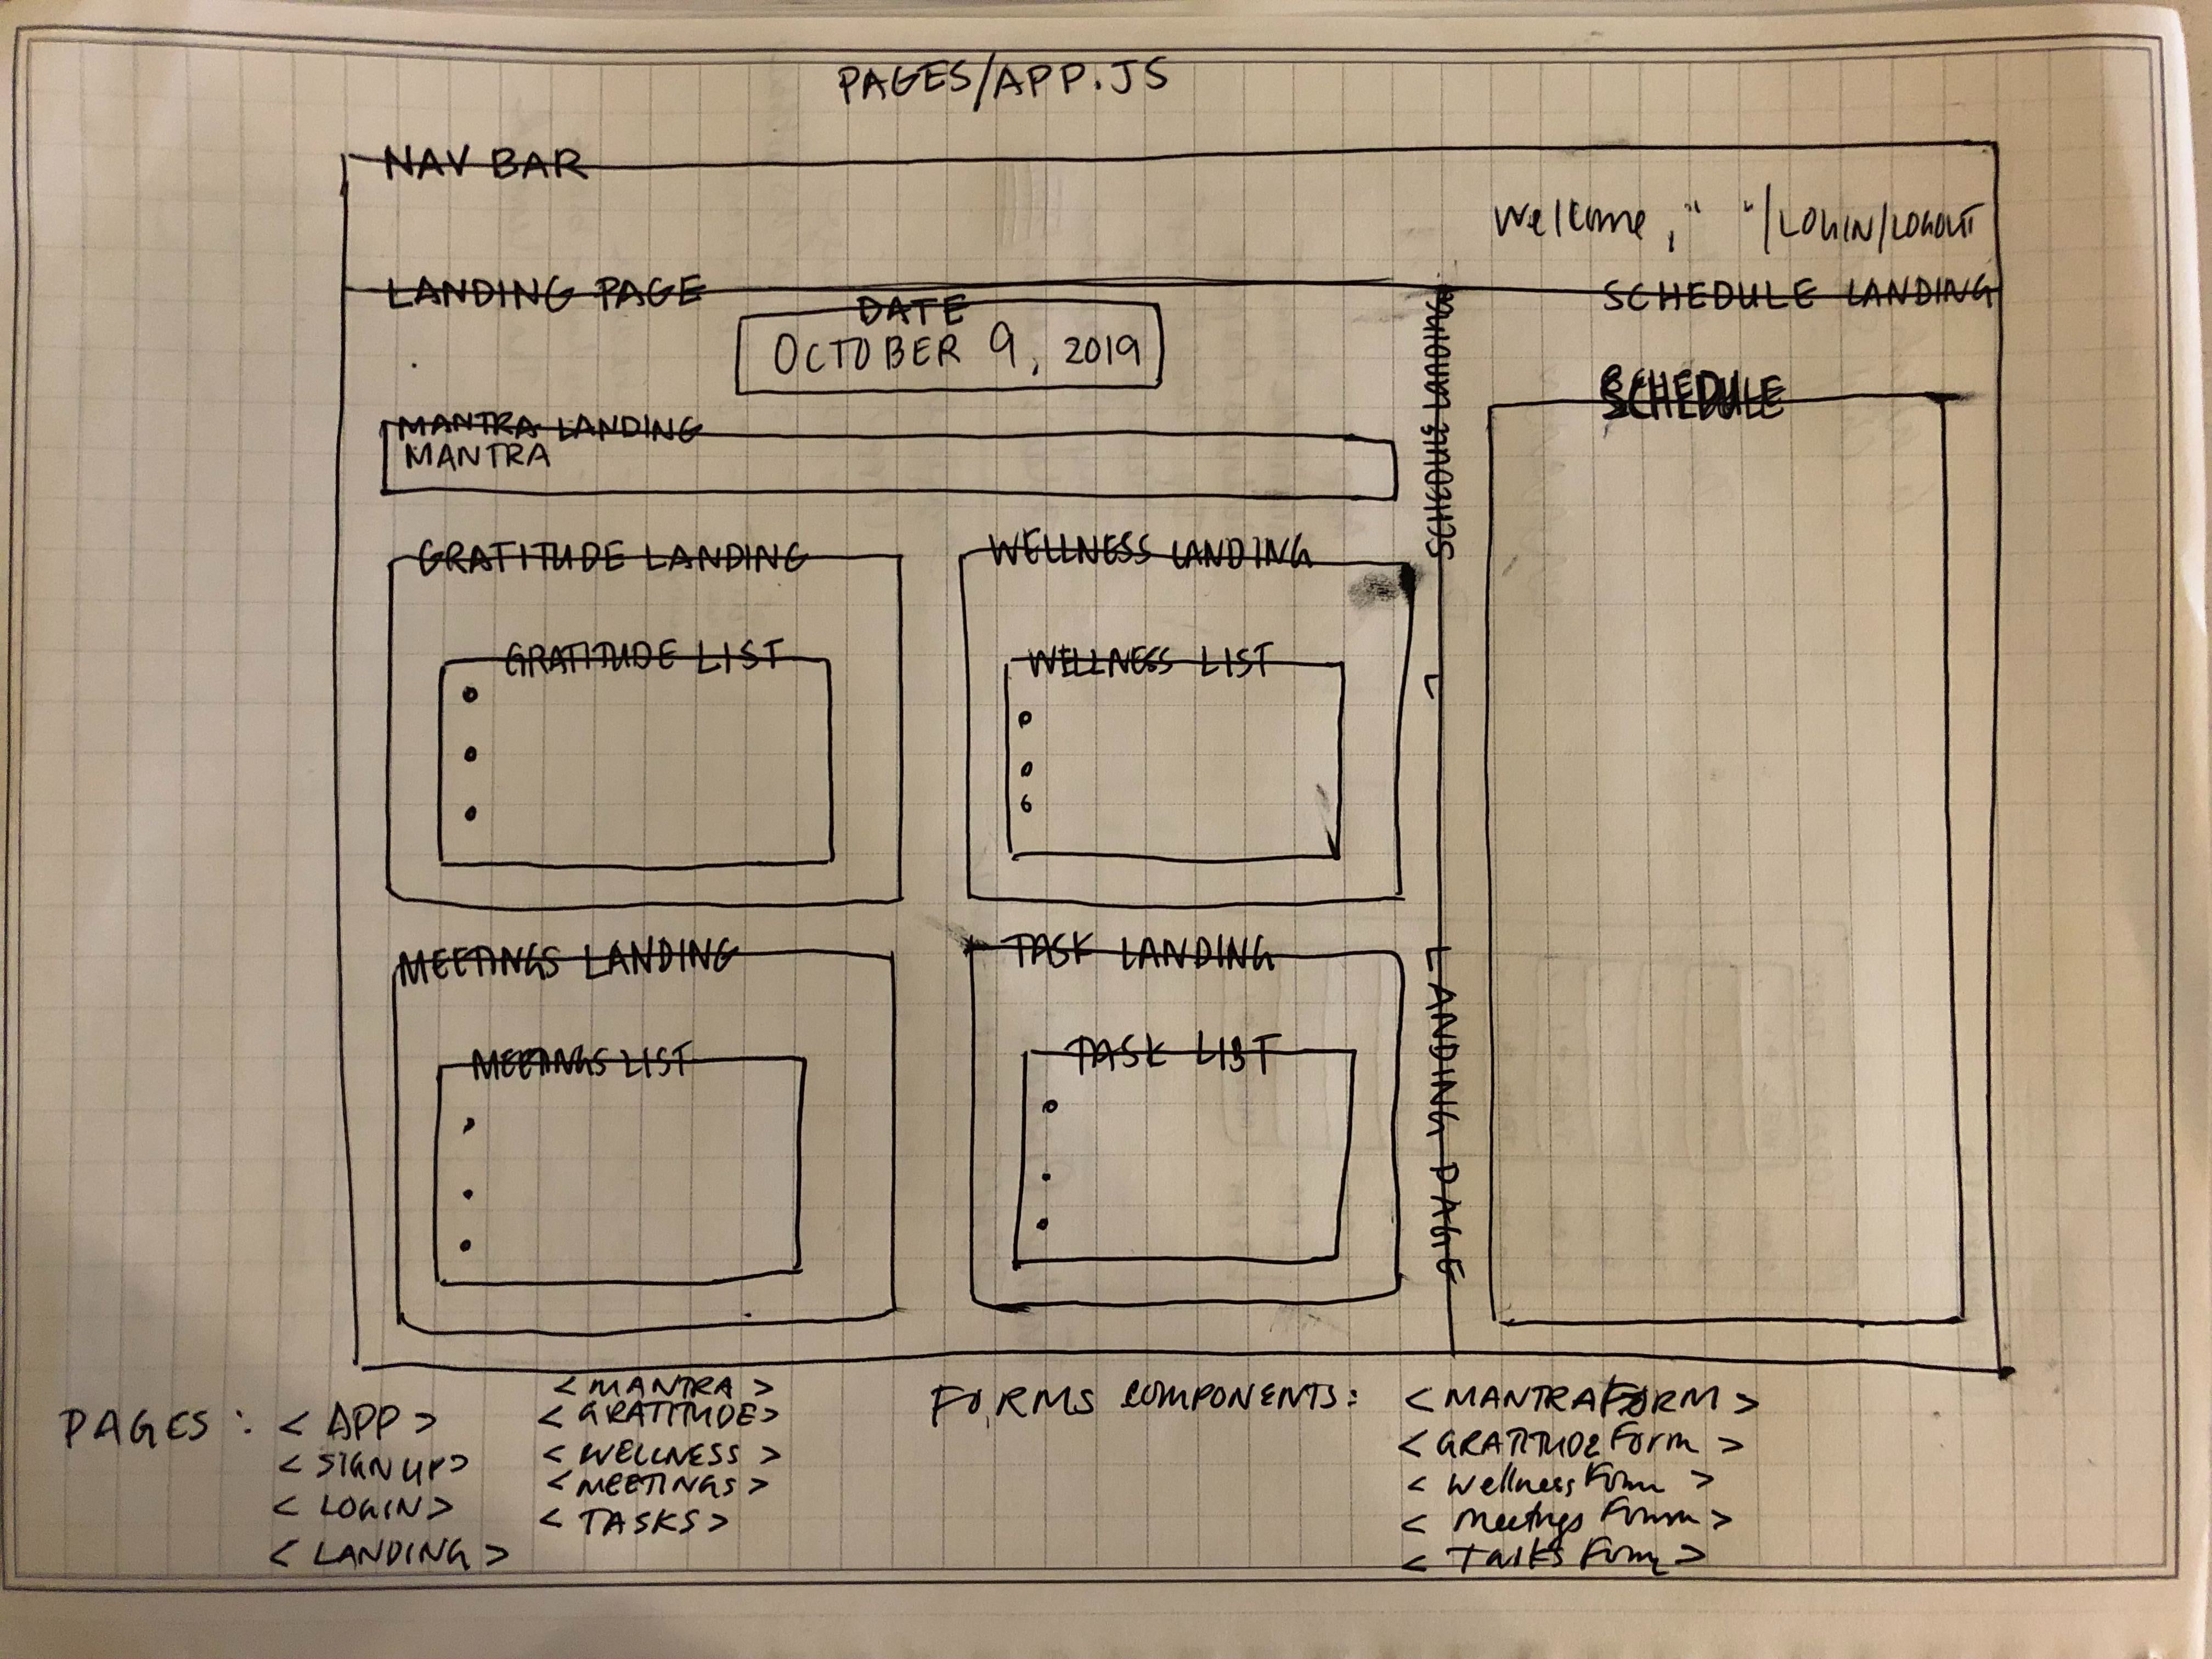 PAGES/APP.JS
NAV BAR
Welcome, " "/LOGIN/LOGOUT
LANDING PAGE
SCHEDULE LANDING
DATE
OCTOBER 9, 2019
SCHEDULE
MANTRA LANDING
MANTRA
SCHEDULE LANDING
GRATITUDE LANDING
WELLNESS LANDING
GRATITUDE LIST
WELLNESS LIST
L
MEETINGS LANDING
TASK LANDING
LANDING PAGE
MEETINGS LIST
TASK LIST
PAGES: < APP >
< SIGNUP >
< LOGIN >
< LANDING >
< MANTRA >
< GRATITUDE >
< WELLNESS >
< MEETINGS >
< TASKS >
FORMS COMPONENTS: < MANTRAFORM >
< GRATITUDE Form >
< Wellness Form >
< Meetings Form >
< Tasks Form >